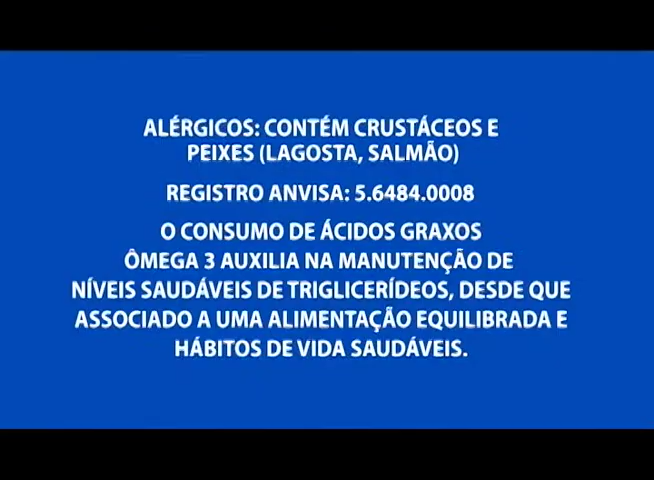 ALÉRGICOS: CONTÉM CRUSTÁCEOS E
PEIXES (LAGOSTA, SALMÃO)
REGISTRO ANVISA: 5.6484.0008
O CONSUMO DE ÁCIDOS GRAXOS
ÔMEGA 3 AUXILIA NA MANUTENÇÃO DE
NÍVEIS SAUDÁVEIS DE TRIGLICERÍDEOS, DESDE QUE
ASSOCIADO A UMA ALIMENTAÇÃO EQUILIBRADA E
HÁBITOS DE VIDA SAUDÁVEIS.